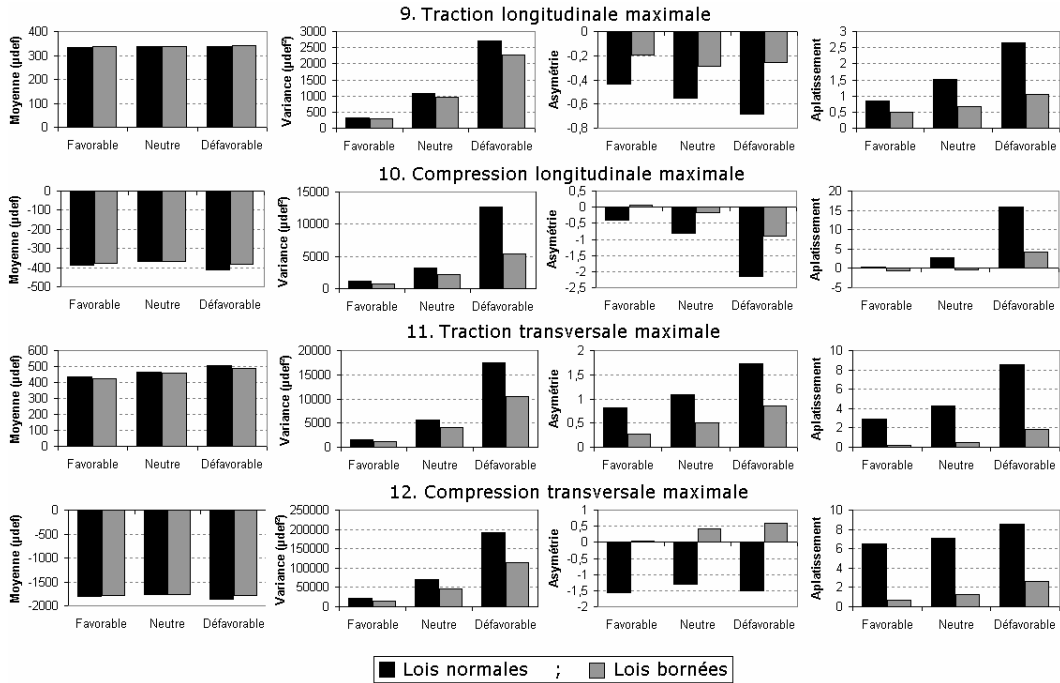 9. Traction longitudinale maximale
Moyenne (µdef)
400
300
200
100
0
Favorable Neutre Défavorable
Variance (µdef²)
3000
2500
2000
1500
1000
500
0
Favorable Neutre Défavorable
Asymétrie
0
-0,2
-0,4
-0,6
-0,8
Favorable Neutre Défavorable
Aplatissement
3
2,5
2
1,5
1
0,5
0
Favorable Neutre Défavorable
10. Compression longitudinale maximale
Moyenne (µdef)
0
-100
-200
-300
-400
-500
Favorable Neutre Défavorable
Variance (µdef²)
15000
10000
5000
0
Favorable Neutre Défavorable
Asymétrie
0,5
0
-0,5
-1
-1,5
-2
-2,5
Favorable Neutre Défavorable
Aplatissement
20
15
10
5
0
-5
Favorable Neutre Défavorable
11. Traction transversale maximale
Moyenne (µdef)
600
500
400
300
200
100
0
Favorable Neutre Défavorable
Variance (µdef²)
20000
15000
10000
5000
0
Favorable Neutre Défavorable
Asymétrie
2
1,5
1
0,5
0
Favorable Neutre Défavorable
Aplatissement
10
8
6
4
2
0
Favorable Neutre Défavorable
12. Compression transversale maximale
Moyenne (µdef)
0
-500
-1000
-1500
-2000
Favorable Neutre Défavorable
Variance (µdef²)
250000
200000
150000
100000
50000
0
Favorable Neutre Défavorable
Asymétrie
1
0,5
0
-0,5
-1
-1,5
-2
Favorable Neutre Défavorable
Aplatissement
10
8
6
4
2
0
Favorable Neutre Défavorable
Lois normales ; Lois bornées